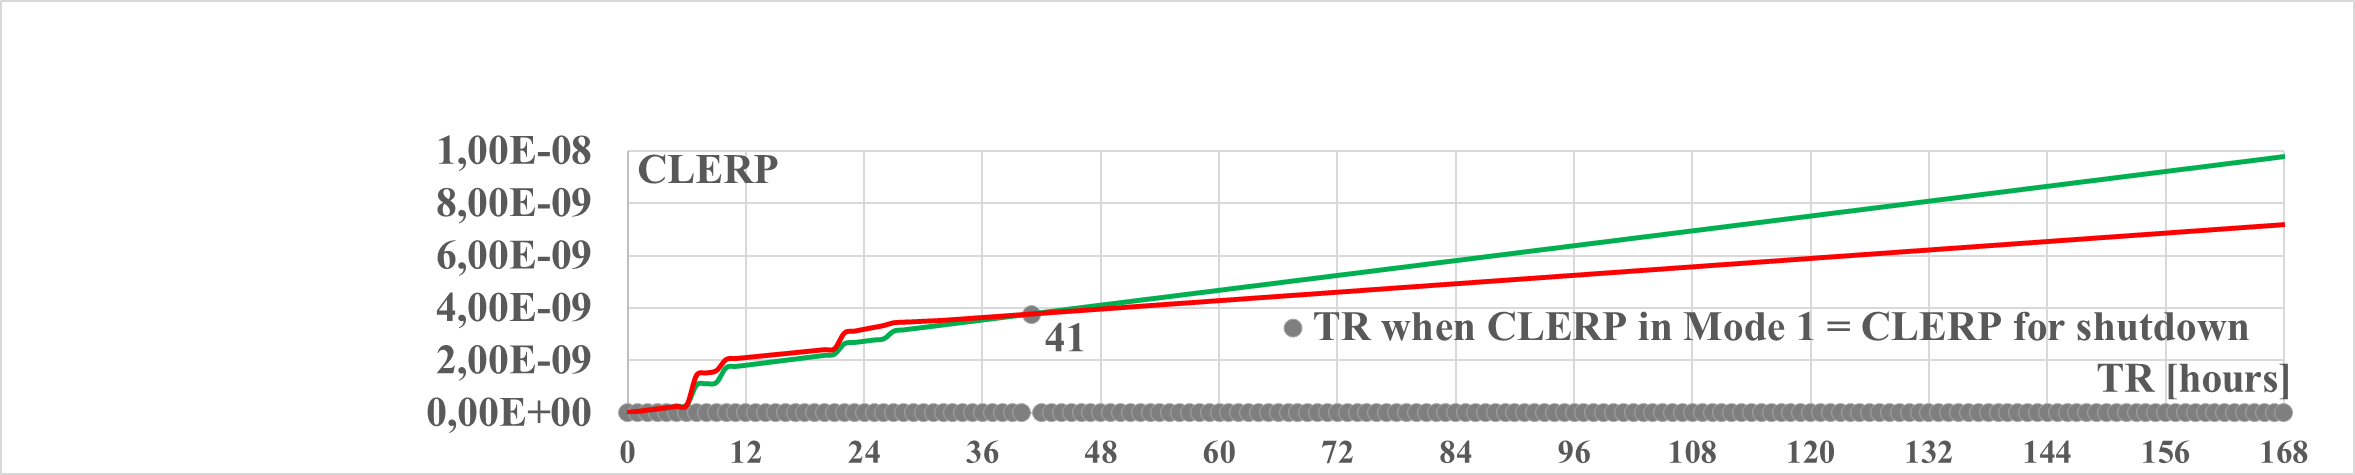 1,00E-08
CLERP
8,00E-09
6,00E-09
4,00E-09
TR when CLERP in Mode 1 = CLERP for shutdown
41
2,00E-09
TR [hours]
0,00E+00
0 12 24 36 48 60 72 84 96 108 120 132 144 156 168